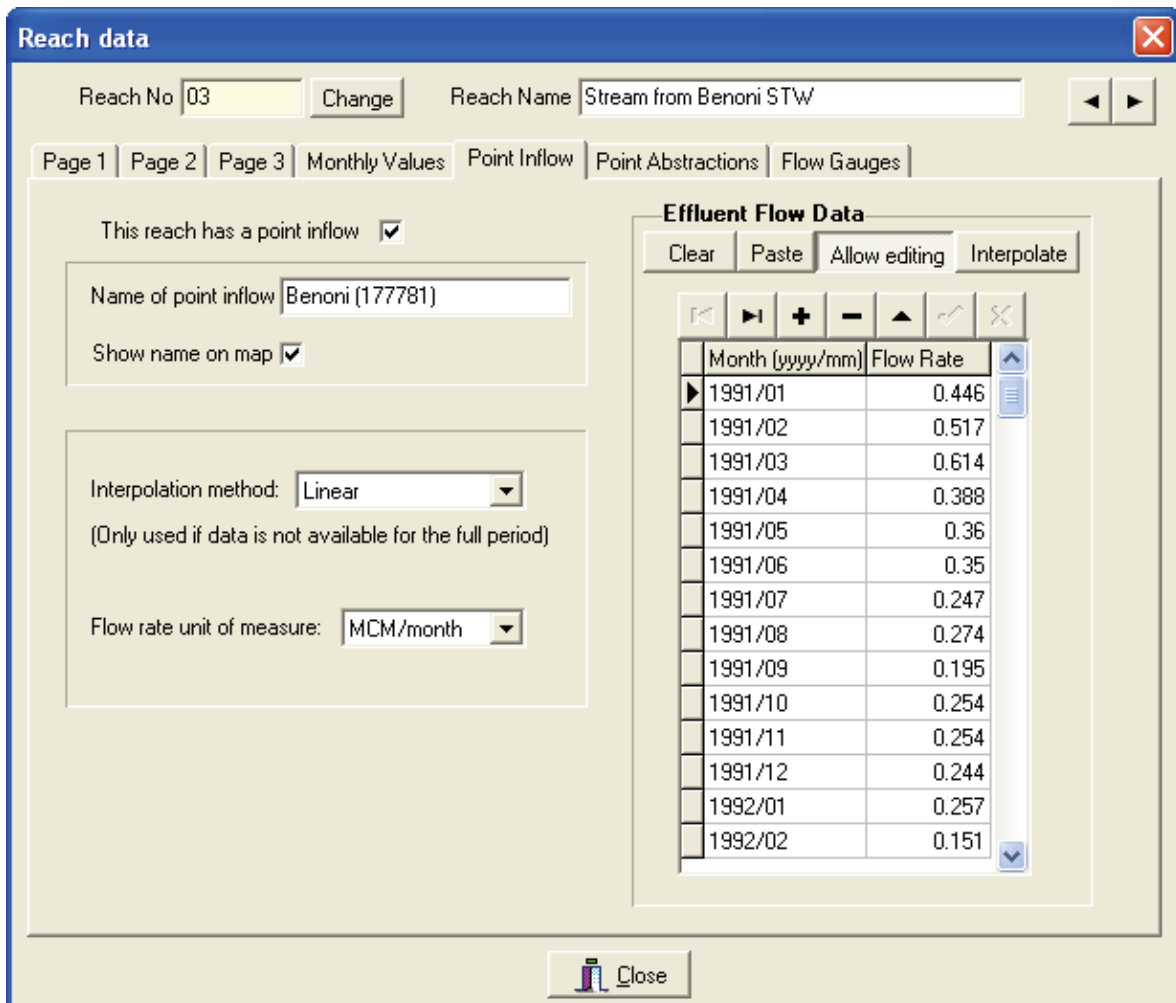 Reach data
Reach No 03 Change Reach Name Stream from Benoni STW
Page 1 Page 2 Page 3 Monthly Values Point Inflow Point Abstractions Flow Gauges
This reach has a point inflow
Name of point inflow Benoni (177781)
Show name on map
Interpolation method: Linear
(Only used if data is not available for the full period)
Flow rate unit of measure: MCM/month
Effluent Flow Data
Clear Paste Allow editing Interpolate
Month (yyyy/mm) Flow Rate
1991/01 0.446
1991/02 0.517
1991/03 0.614
1991/04 0.388
1991/05 0.36
1991/06 0.35
1991/07 0.247
1991/08 0.274
1991/09 0.195
1991/10 0.254
1991/11 0.254
1991/12 0.244
1992/01 0.257
1992/02 0.151
Close